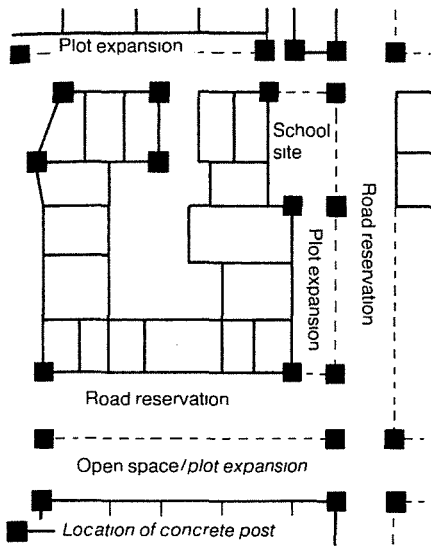 Plot expansion
School
site
Road reservation
Plot expansion
Road reservation
Open space/plot expansion
Location of concrete post